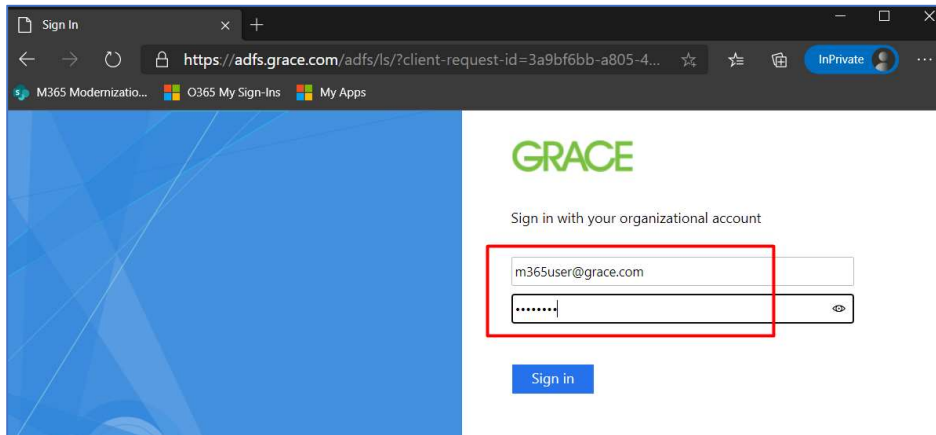 Sign In
https://adfs.grace.com/adfs/ls/?client-request-id=3a9bf6bb-a805-4...
InPrivate
M365 Modernizatio... O365 My Sign-Ins My Apps
GRACE
Sign in with your organizational account
m365user@grace.com
••••••••
Sign in